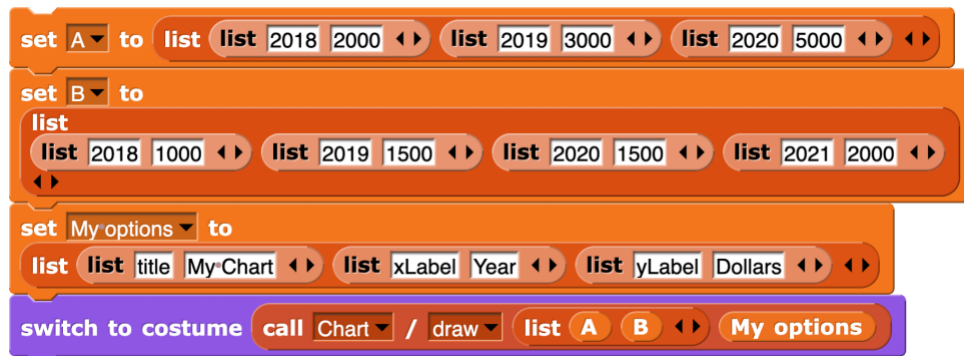 set A to list list 2018 2000 list 2019 3000 list 2020 5000
set B to
list
list 2018 1000 list 2019 1500 list 2020 1500 list 2021 2000
set My options to
list list title My Chart list xLabel Year list yLabel Dollars
switch to costume call Chart / draw list A B My options